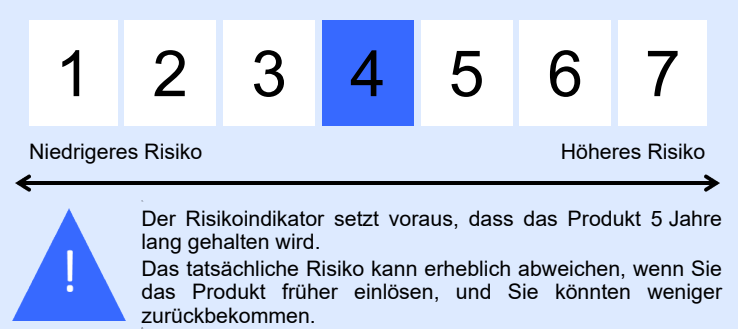 1 2 3 4 5 6 7
Niedrigeres Risiko Höheres Risiko
!
Der Risikoindikator setzt voraus, dass das Produkt 5 Jahre
lang gehalten wird.
Das tatsächliche Risiko kann erheblich abweichen, wenn Sie
das Produkt früher einlösen, und Sie könnten weniger
zurückbekommen.